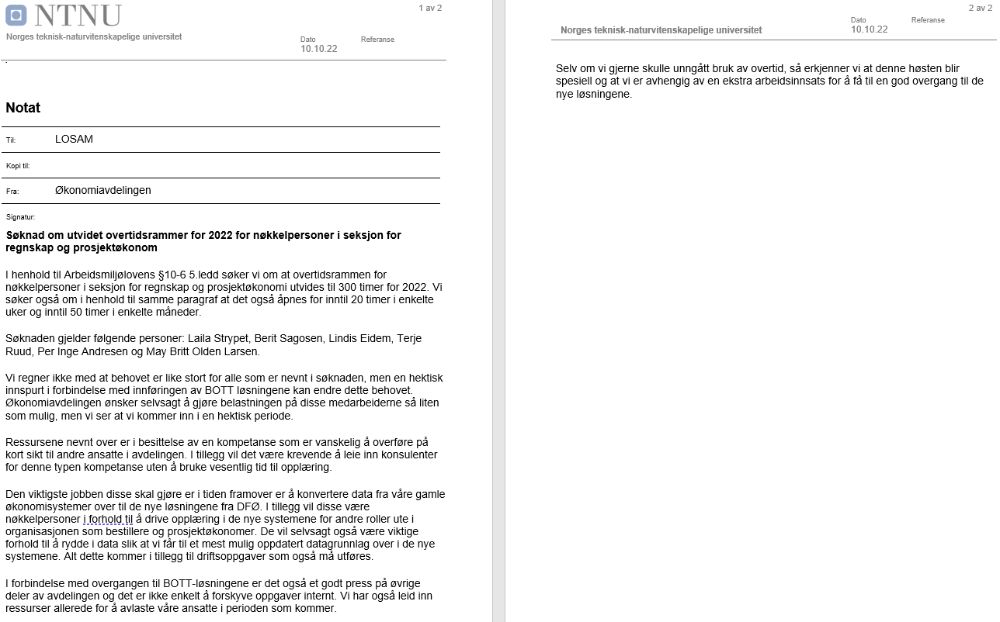 NTNU
1 av 2
Norges teknisk-naturvitenskapelige universitet
Dato
Referanse
10.10.22
Notat
Til: LOSAM
Kopi til:
Fra: Økonomiavdelingen
Signatur:
Søknad om utvidet overtidsrammer for 2022 for nøkkelpersoner i seksjon for
regnskap og prosjektøkonom
I henhold til Arbeidsmiljølovens §10-6 5.ledd søker vi om at overtidsrammen for
nøkkelpersoner i seksjon for regnskap og prosjektøkonomi utvides til 300 timer for 2022. Vi
søker også om i henhold til samme paragraf at det også åpnes for inntil 20 timer i enkelte
uker og inntil 50 timer i enkelte måneder.
Søknaden gjelder følgende personer: Laila Strypet, Berit Sagosen, Lindis Eidem, Terje
Ruud, Per Inge Andresen og May Britt Olden Larsen.
Vi regner ikke med at behovet er like stort for alle som er nevnt i søknaden, men en hektisk
innspurt i forbindelse med innføringen av BOTT løsningene kan endre dette behovet.
Økonomiavdelingen ønsker selvsagt å gjøre belastningen på disse medarbeiderne så liten
som mulig, men vi ser at vi kommer inn i en hektisk periode.
Ressursene nevnt over er i besittelse av en kompetanse som er vanskelig å overføre på
kort sikt til andre ansatte i avdelingen. I tillegg vil det være krevende å leie inn konsulenter
for denne typen kompetanse uten å bruke vesentlig tid til opplæring.
Den viktigste jobben disse skal gjøre er i tiden framover er å konvertere data fra våre gamle
økonomisystemer over til de nye løsningene fra DFØ. I tillegg vil disse være
nøkkelpersoner i forhold til å drive opplæring i de nye systemene for andre roller ute i
organisasjonen som bestillere og prosjektøkonomer. De vil selvsagt også være viktige
forhold til å rydde i data slik at vi får til et mest mulig oppdatert datagrunnlag over i de nye
systemene. Alt dette kommer i tillegg til driftsoppgaver som også må utføres.
I forbindelse med overgangen til BOTT-løsningene er det også et godt press på øvrige
deler av avdelingen og det er ikke enkelt å forskyve oppgaver internt. Vi har også leid inn
ressurser allerede for å avlaste våre ansatte i perioden som kommer.
2 av 2
Norges teknisk-naturvitenskapelige universitet
Dato
Referanse
10.10.22
Selv om vi gjerne skulle unngått bruk av overtid, så erkjenner vi at denne høsten blir
spesiell og at vi er avhengig av en ekstra arbeidsinnsats for å få til en god overgang til de
nye løsningene.